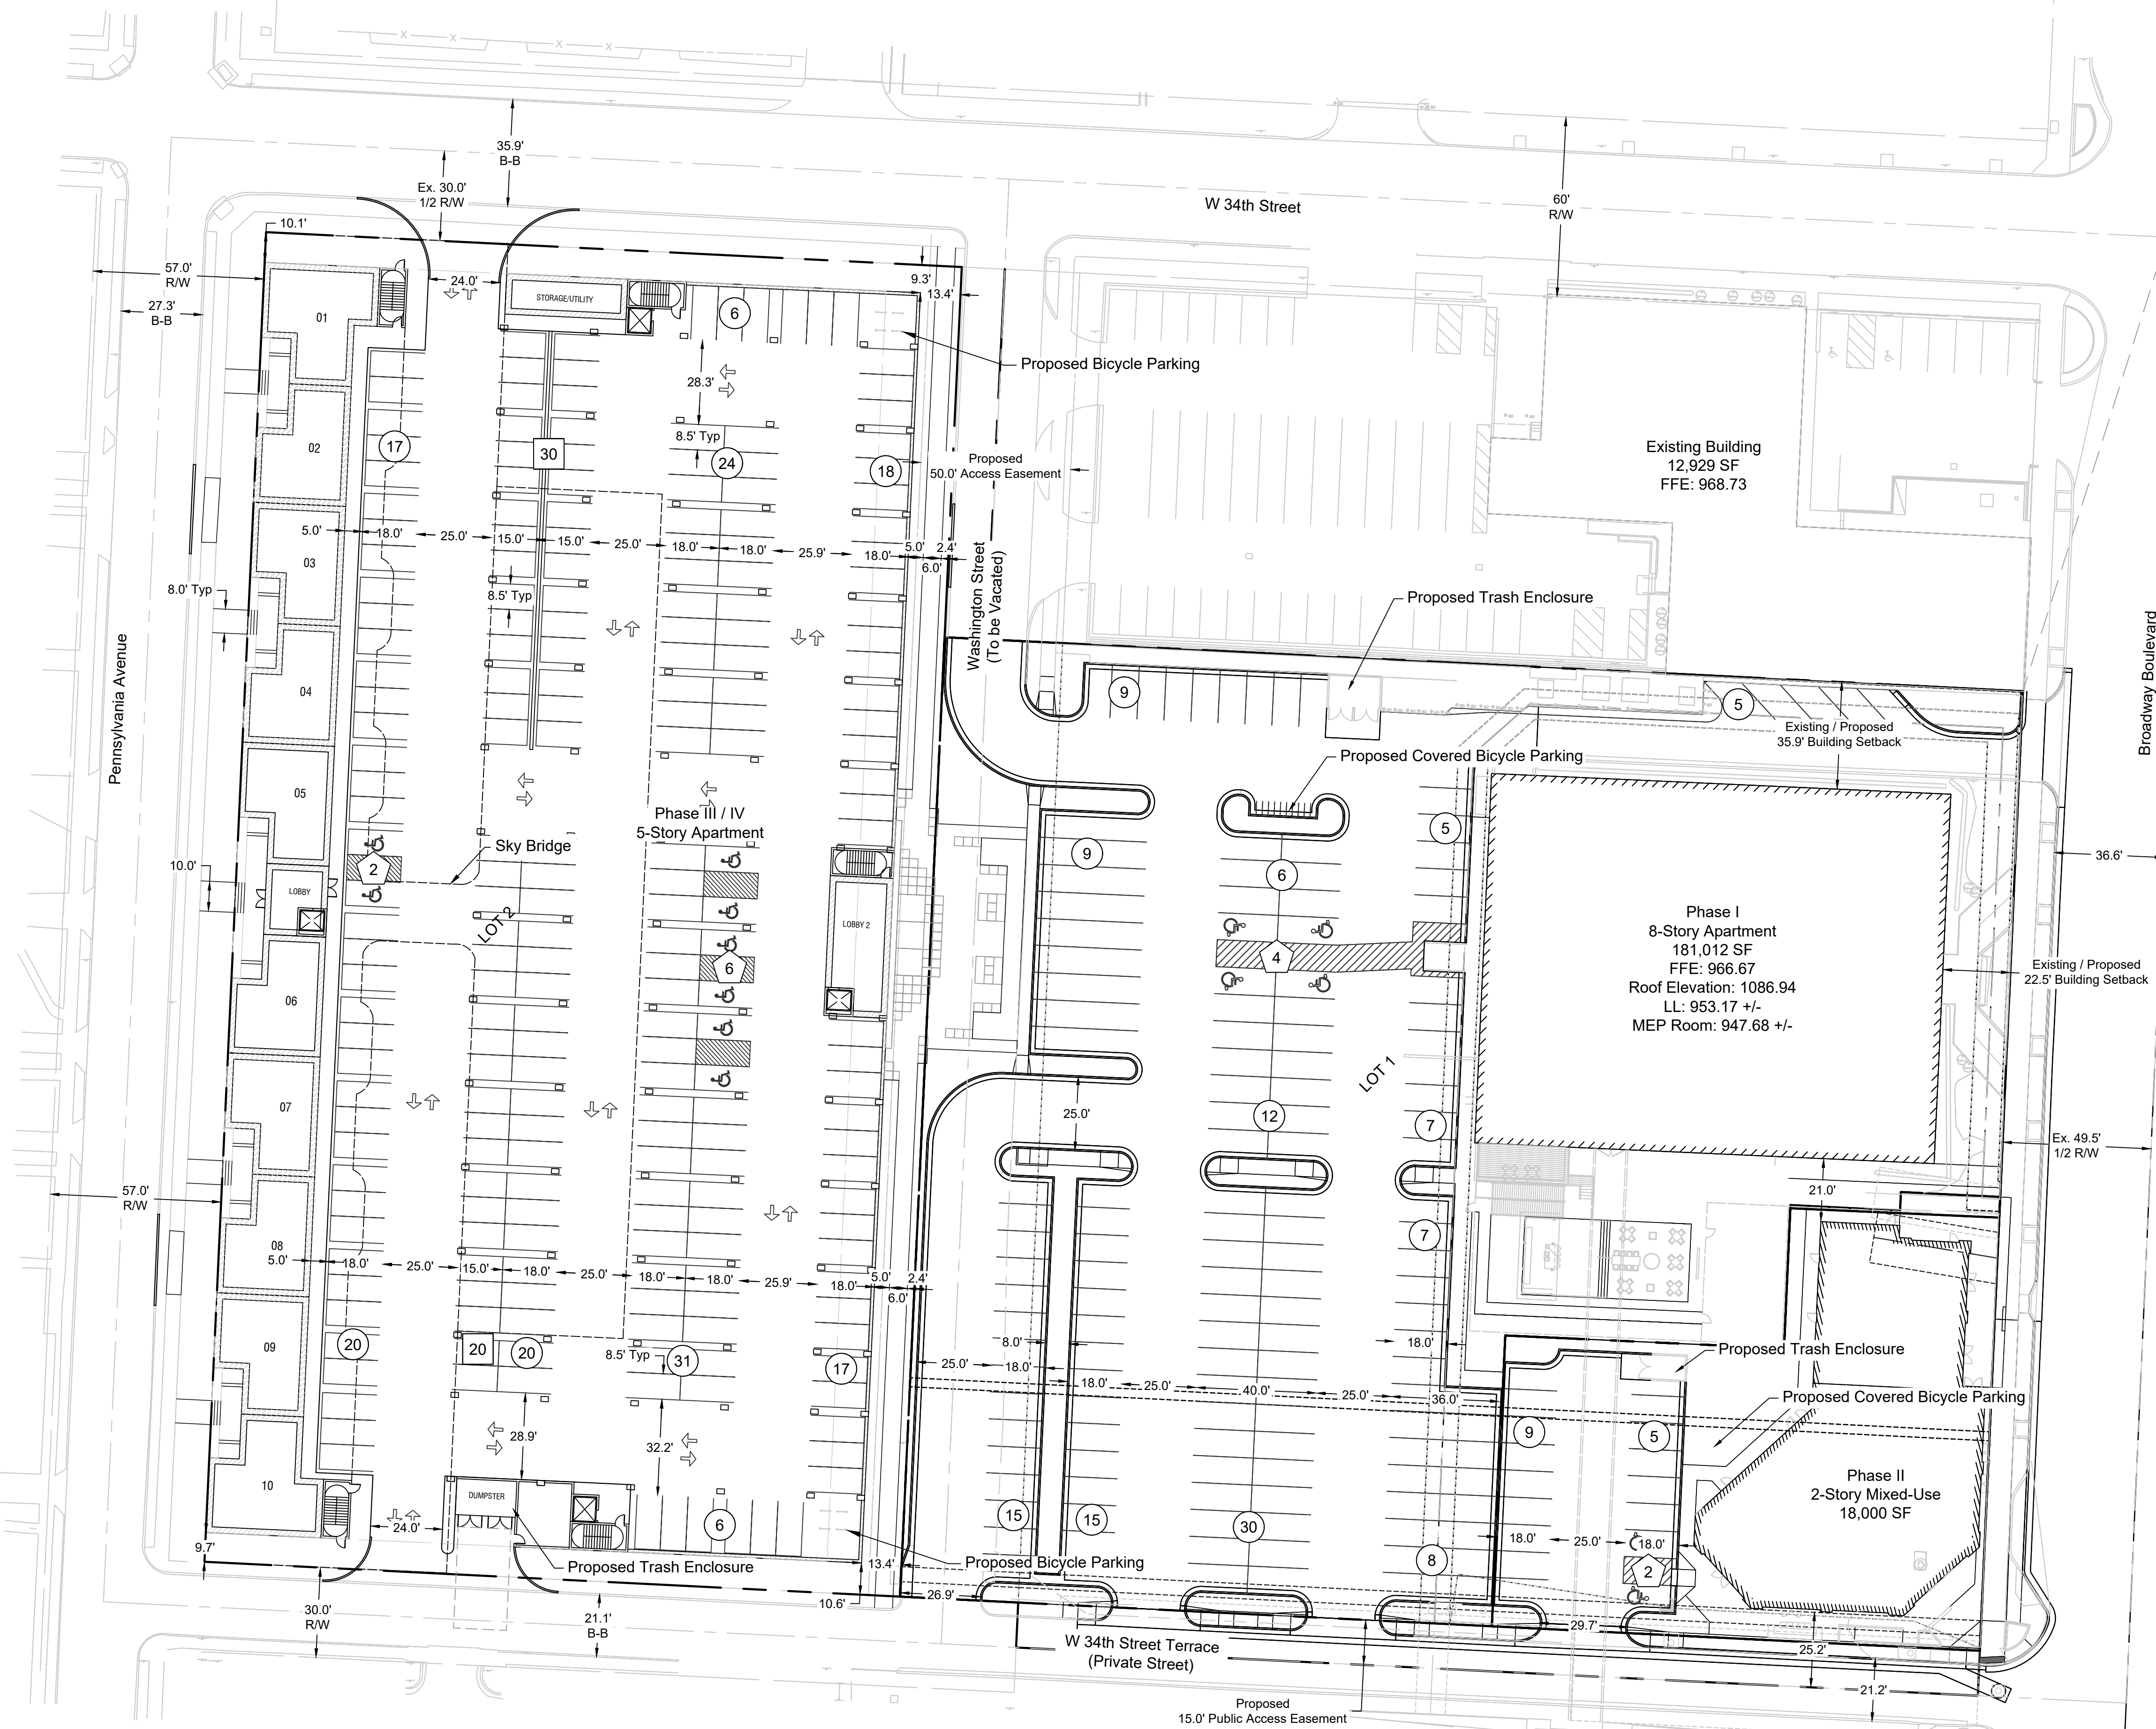 35.9'
B-B
Ex. 30.0'
1/2 R/W
W 34th Street
60'
R/W
10.1'
57.0'
R/W
27.3'
B-B
24.0'
STORAGE/UTILITY
6
9.3'
13.4'
01
Proposed Bicycle Parking
28.3'
8.5' Typ
17
30
24
18
02
Proposed
50.0' Access Easement
Existing Building
12,929 SF
FFE: 968.73
5.0'
18.0'
25.0'
15.0'
15.0'
25.0'
18.0'
18.0'
25.9'
18.0'
5.0'
2.4'
6.0'
03
8.0' Typ
8.5' Typ
Washington Street
(To be Vacated)
Proposed Trash Enclosure
Pennsylvania Avenue
Broadway Boulevard
04
9
5
Existing / Proposed
35.9' Building Setback
Proposed Covered Bicycle Parking
05
Phase III / IV
5-Story Apartment
Sky Bridge
2
9
6
5
10.0'
LOBBY
LOT 2
LOBBY 2
36.6'
Phase I
8-Story Apartment
181,012 SF
FFE: 966.67
Roof Elevation: 1086.94
LL: 953.17 +/-
MEP Room: 947.68 +/-
6
4
Existing / Proposed
22.5' Building Setback
06
LOT 1
07
25.0'
12
7
Ex. 49.5'
1/2 R/W
57.0'
R/W
21.0'
08
7
5.0'
18.0'
25.0'
15.0'
18.0'
25.0'
18.0'
18.0'
25.9'
18.0'
5.0'
2.4'
6.0'
09
20
20
20
8.5' Typ
31
17
8.0'
18.0'
25.0'
18.0'
18.0'
25.0'
40.0'
25.0'
36.0'
Proposed Trash Enclosure
Proposed Covered Bicycle Parking
28.9'
32.2'
9
5
10
DUMPSTER
24.0'
6
15
15
30
8
18.0'
25.0'
18.0'
2
Phase II
2-Story Mixed-Use
18,000 SF
9.7'
Proposed Trash Enclosure
13.4'
Proposed Bicycle Parking
10.6'
26.9'
30.0'
R/W
21.1'
B-B
29.7'
25.2'
W 34th Street Terrace
(Private Street)
21.2'
Proposed
15.0' Public Access Easement